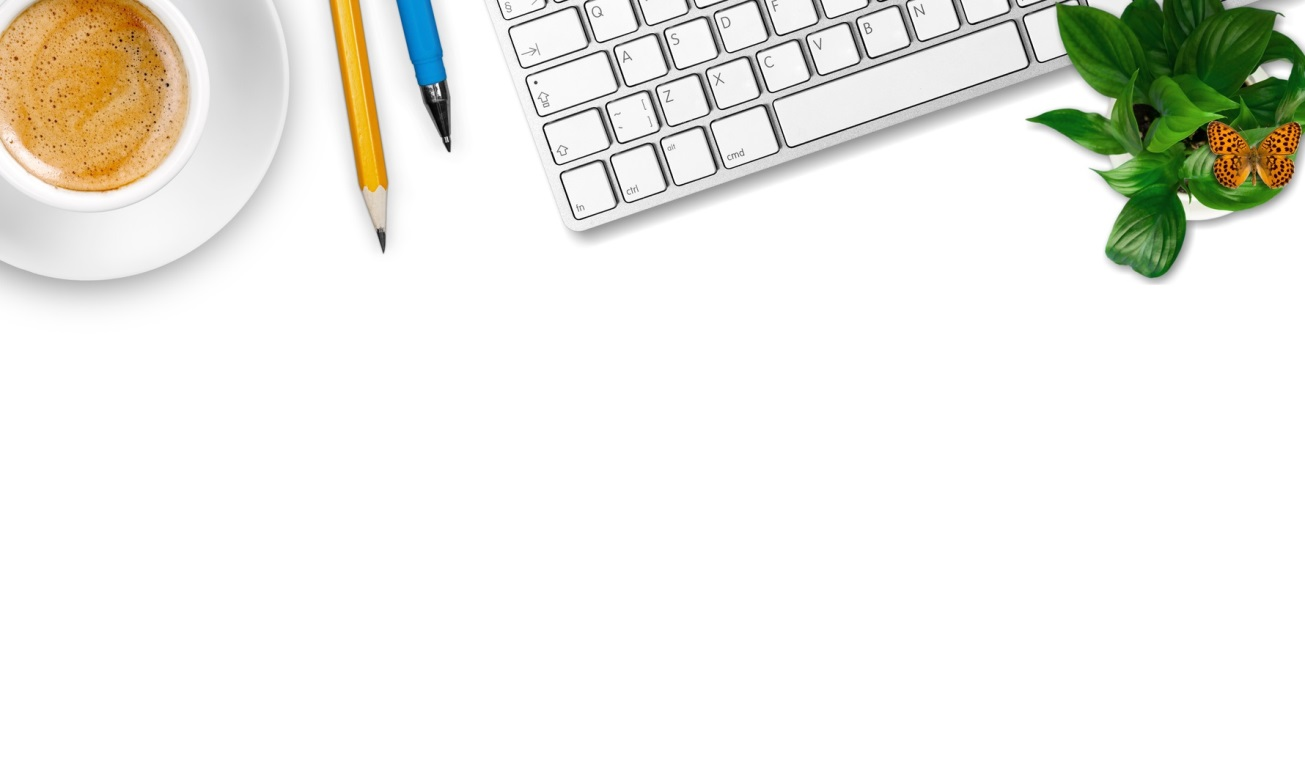 §
Q
A S D F
~ [
` ]
Z X C V B N
fn ctrl alt cmd